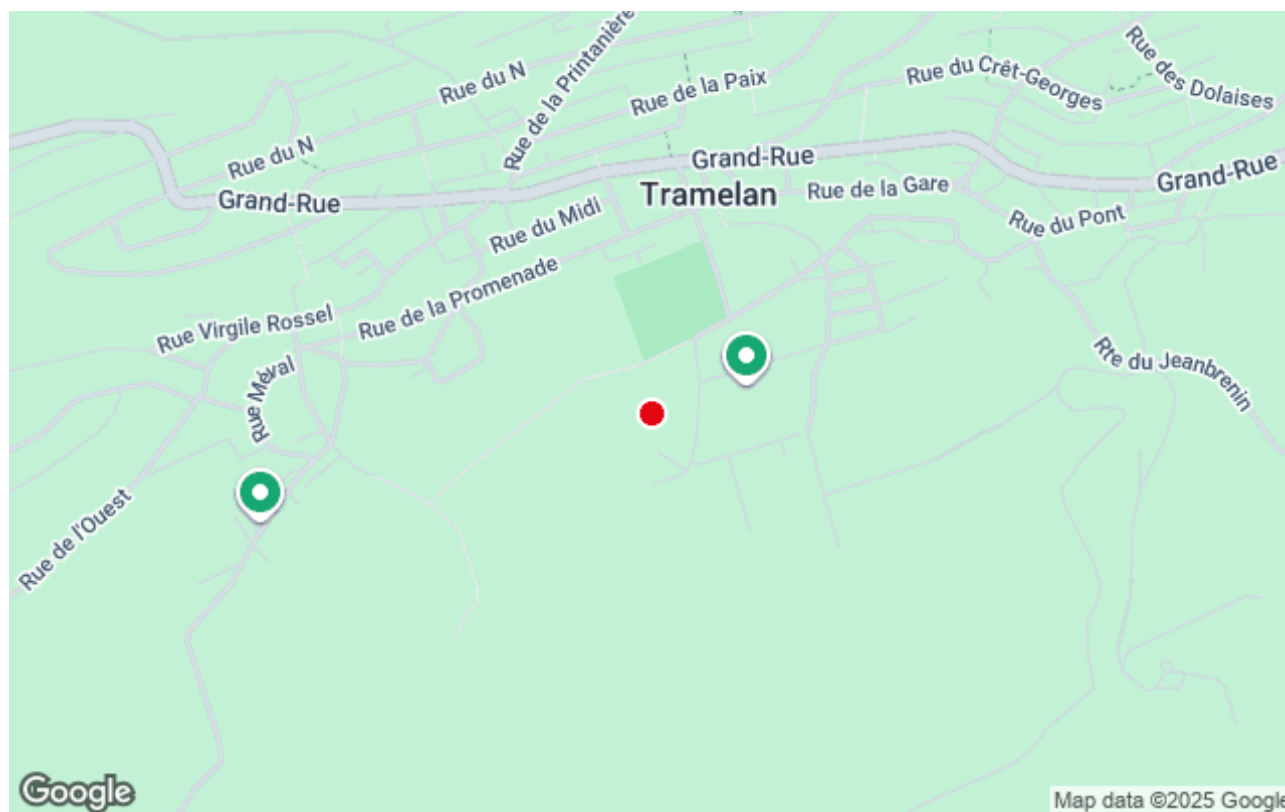 Rue du N
Rue de la Printanière
Rue de la Paix
Rue du Crêt-Georges
Rue des Dolaises
Rue du N
Grand-Rue
Grand-Rue
Grand-Rue
Tramelan
Rue de la Gare
Rue du Midi
Rue du Pont
Rue de la Promenade
Rue Virgile Rossel
Rue Méval
Rte du Jeanbrenin
Rue de l'Ouest
Google
Map data ©2025 Google